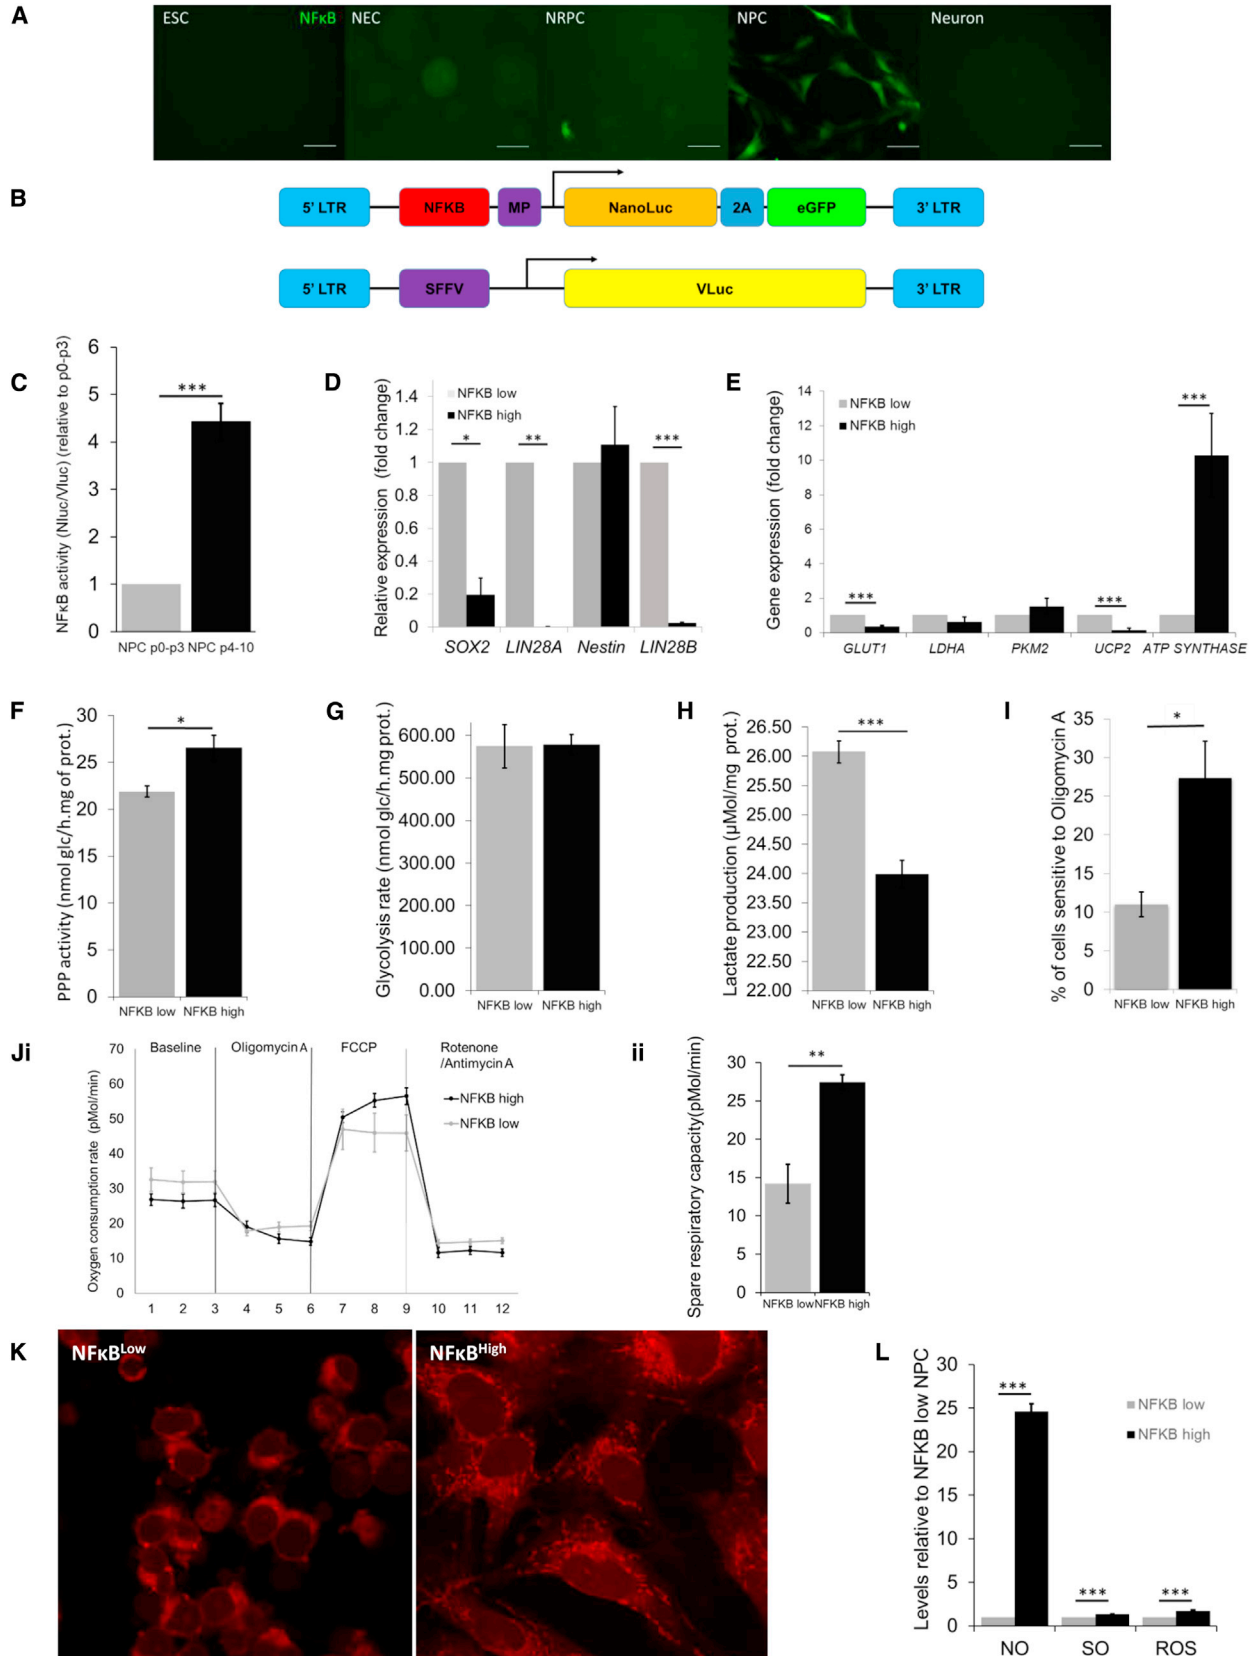 A
ESC
NFκB
NEC
NRPC
NPC
Neuron
B
5' LTR
NFKB
MP
NanoLuc
2A
eGFP
3' LTR
5' LTR
SFFV
VLuc
3' LTR
C
NFκB activity (Nluc/Vluc) (relative to p0-p3)
6
5
4
3
2
1
0
***
NPC p0-p3
NPC p4-10
D
Relative expression (fold change)
1.4
1.2
1
0.8
0.6
0.4
0.2
0
NFKB low
NFKB high
*
**
***
SOX2
LIN28A
Nestin
LIN28B
E
Gene expression (fold change)
14
12
10
8
6
4
2
0
NFKB low
NFKB high
***
***
***
GLUT1
LDHA
PKM2
UCP2
ATP SYNTHASE
F
PPP activity (nmol glc/h.mg of prot.)
30
25
20
15
10
5
0
*
NFKB low
NFKB high
G
Glycolysis rate (nmol glc/h.mg prot.)
600.00
500.00
400.00
300.00
200.00
100.00
0.00
NFKB low
NFKB high
H
Lactate production (µMol/mg prot.)
26.50
26.00
25.50
25.00
24.50
24.00
23.50
23.00
22.50
22.00
***
NFKB low
NFKB high
I
% of cells sensitive to Oligomycin A
35
30
25
20
15
10
5
0
*
NFKB low
NFKB high
Ji
Oxygen consumption rate (pMol/min)
70
60
50
40
30
20
10
0
Baseline
Oligomycin A
FCCP
Rotenone
/Antimycin A
NFKB high
NFKB low
1 2 3 4 5 6 7 8 9 10 11 12
ii
Spare respiratory capacity(pMol/min)
30
25
20
15
10
5
0
**
NFKB low
NFKB high
K
NFκBLow
NFκBHigh
L
Levels relative to NFKB low NPC
30
25
20
15
10
5
0
***
***
***
NFKB low
NFKB high
NO
SO
ROS